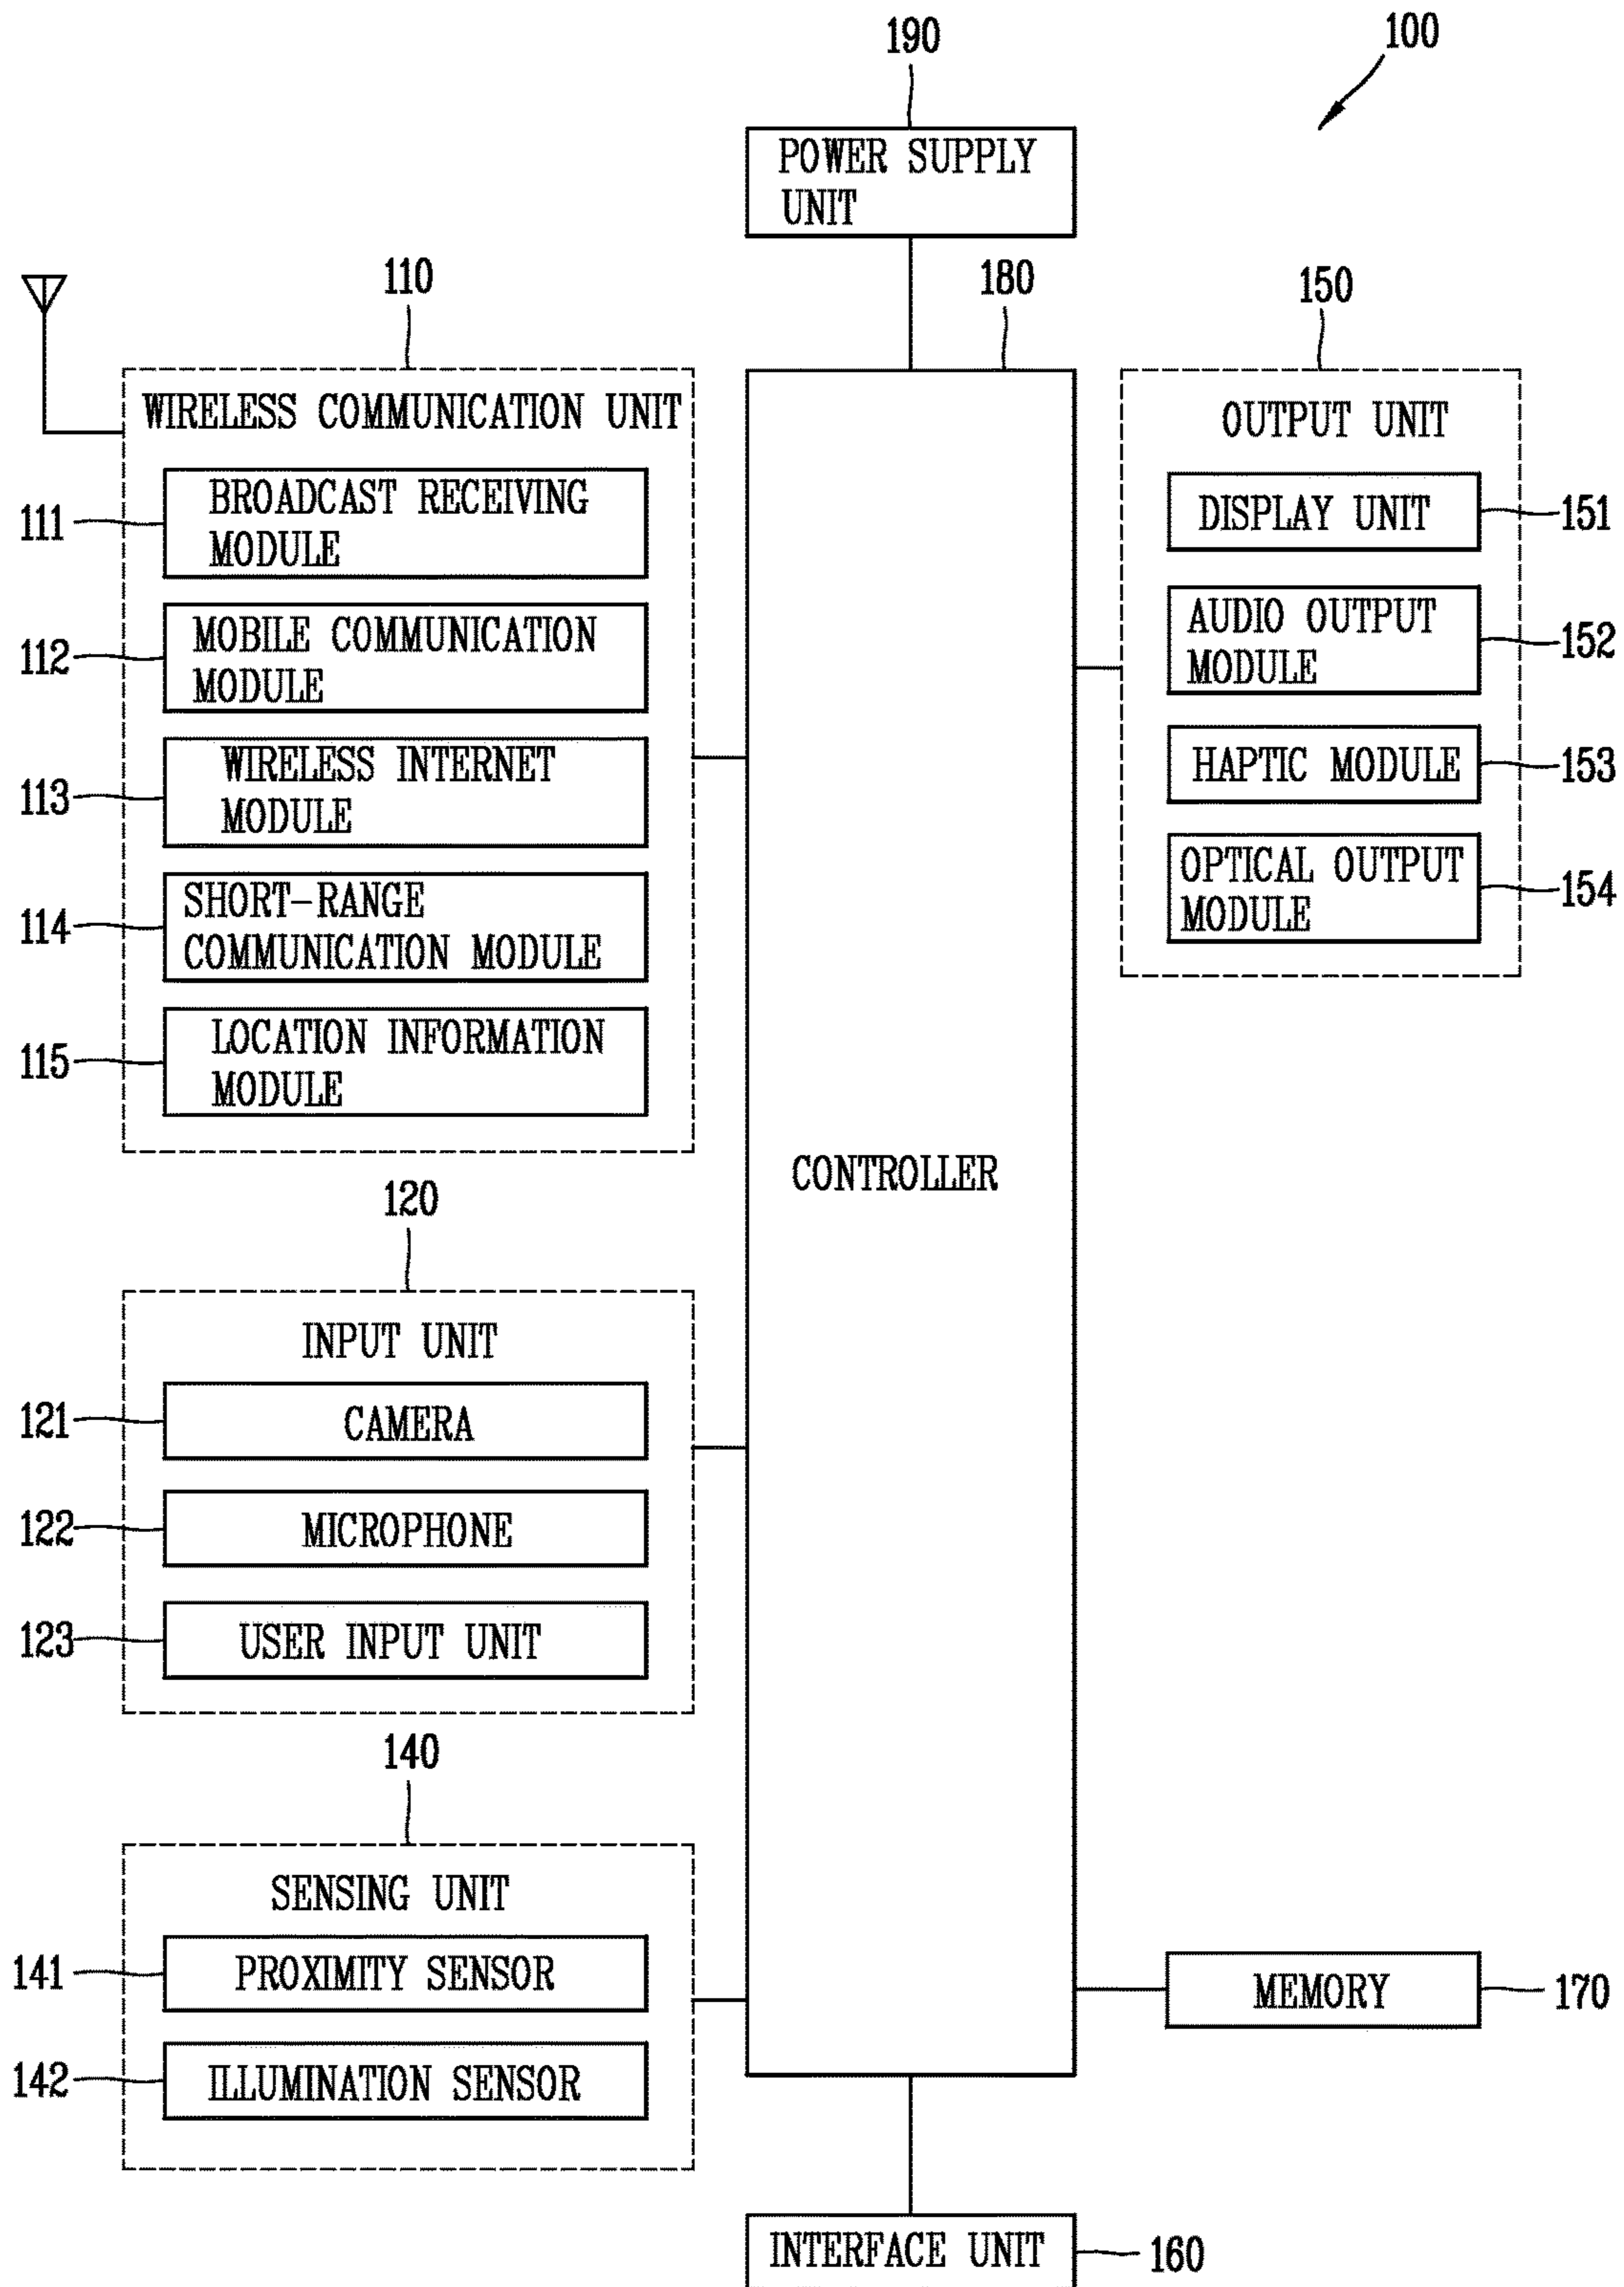 190
100
POWER SUPPLY
UNIT
110
180
150
WIRELESS COMMUNICATION UNIT
111
BROADCAST RECEIVING
MODULE
112
MOBILE COMMUNICATION
MODULE
113
WIRELESS INTERNET
MODULE
114
SHORT-RANGE
COMMUNICATION MODULE
115
LOCATION INFORMATION
MODULE
OUTPUT UNIT
DISPLAY UNIT
151
AUDIO OUTPUT
MODULE
152
HAPTIC MODULE
153
OPTICAL OUTPUT
MODULE
154
CONTROLLER
120
INPUT UNIT
121
CAMERA
122
MICROPHONE
123
USER INPUT UNIT
140
SENSING UNIT
141
PROXIMITY SENSOR
142
ILLUMINATION SENSOR
MEMORY
170
INTERFACE UNIT
160